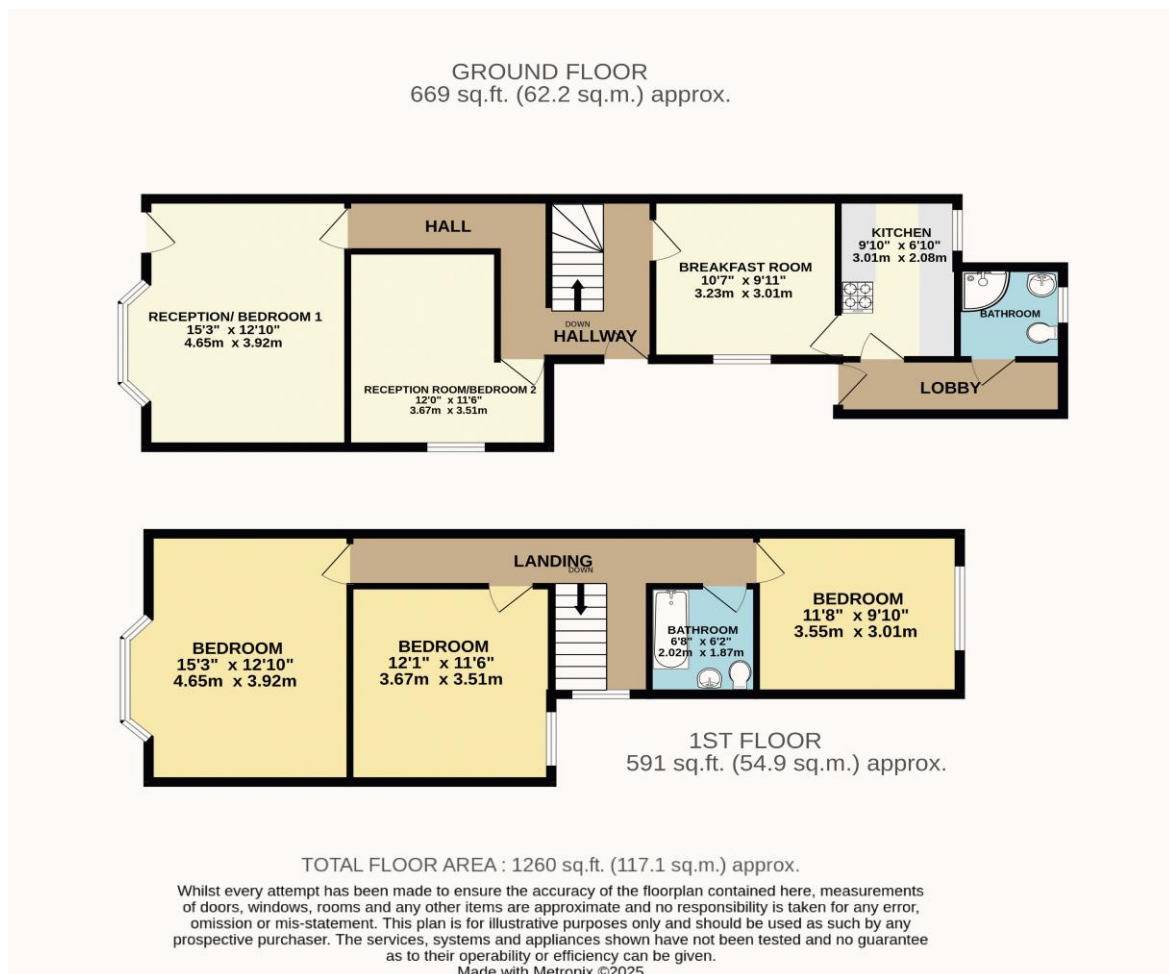 GROUND FLOOR
669 sq.ft. (62.2 sq.m.) approx.
HALL
KITCHEN
9'10" x 6'10"
3.01m x 2.08m
BREAKFAST ROOM
10'7" x 9'11"
3.23m x 3.01m
RECEPTION/ BEDROOM 1
15'3" x 12'10"
4.65m x 3.92m
BATHROOM
DOWN
HALLWAY
RECEPTION ROOM/BEDROOM 2
12'0" x 11'6"
3.67m x 3.51m
LOBBY
LANDING
DOWN
BEDROOM
15'3" x 12'10"
4.65m x 3.92m
BEDROOM
12'1" x 11'6"
3.67m x 3.51m
BATHROOM
6'8" x 6'2"
2.02m x 1.87m
BEDROOM
11'8" x 9'10"
3.55m x 3.01m
1ST FLOOR
591 sq.ft. (54.9 sq.m.) approx.
TOTAL FLOOR AREA : 1260 sq.ft. (117.1 sq.m.) approx.
Whilst every attempt has been made to ensure the accuracy of the floorplan contained here, measurements
of doors, windows, rooms and any other items are approximate and no responsibility is taken for any error,
omission or mis-statement. This plan is for illustrative purposes only and should be used as such by any
prospective purchaser. The services, systems and appliances shown have not been tested and no guarantee
as to their operability or efficiency can be given.
Made with Metropix ©2025